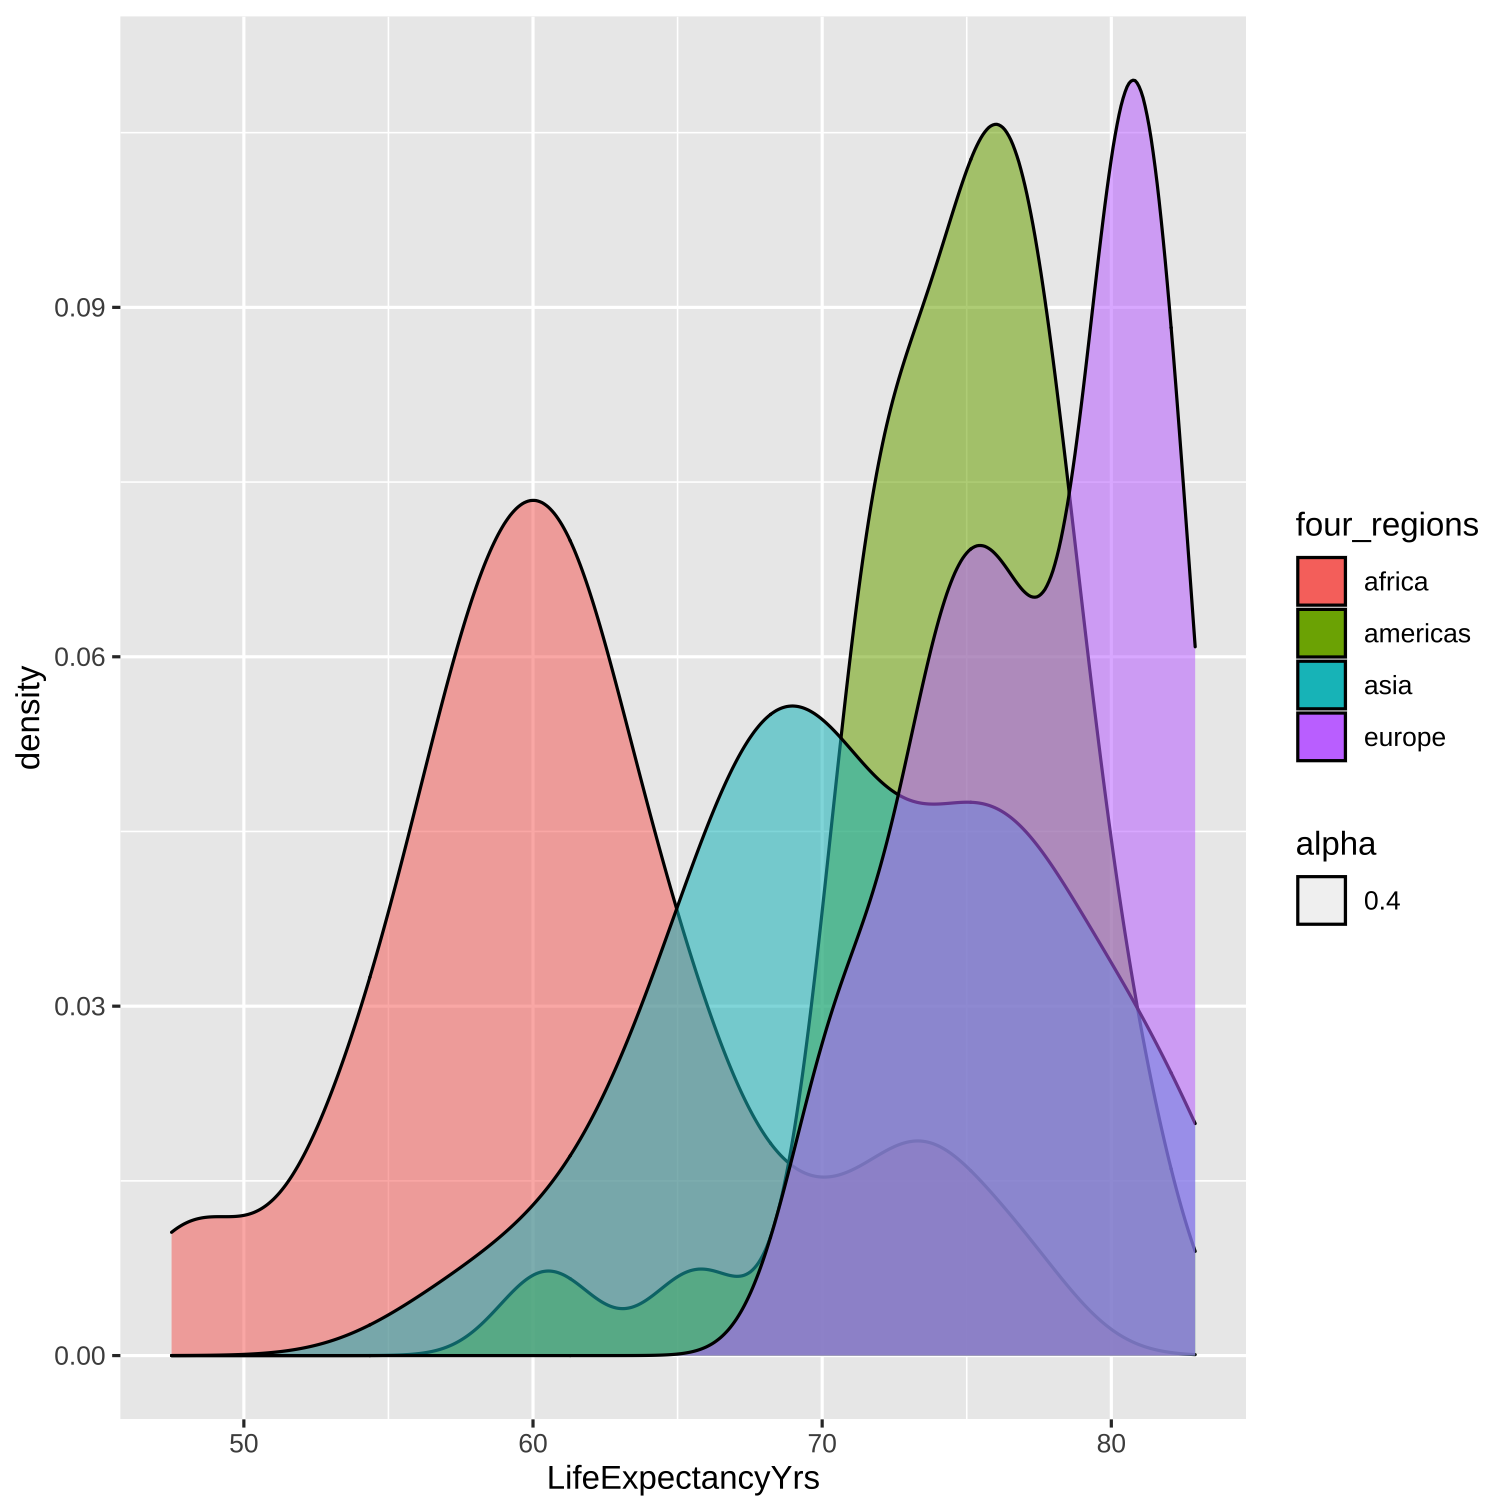 density
0.09
0.06
0.03
0.00
50 60 70 80
LifeExpectancyYrs
four_regions
africa
americas
asia
europe
alpha
0.4